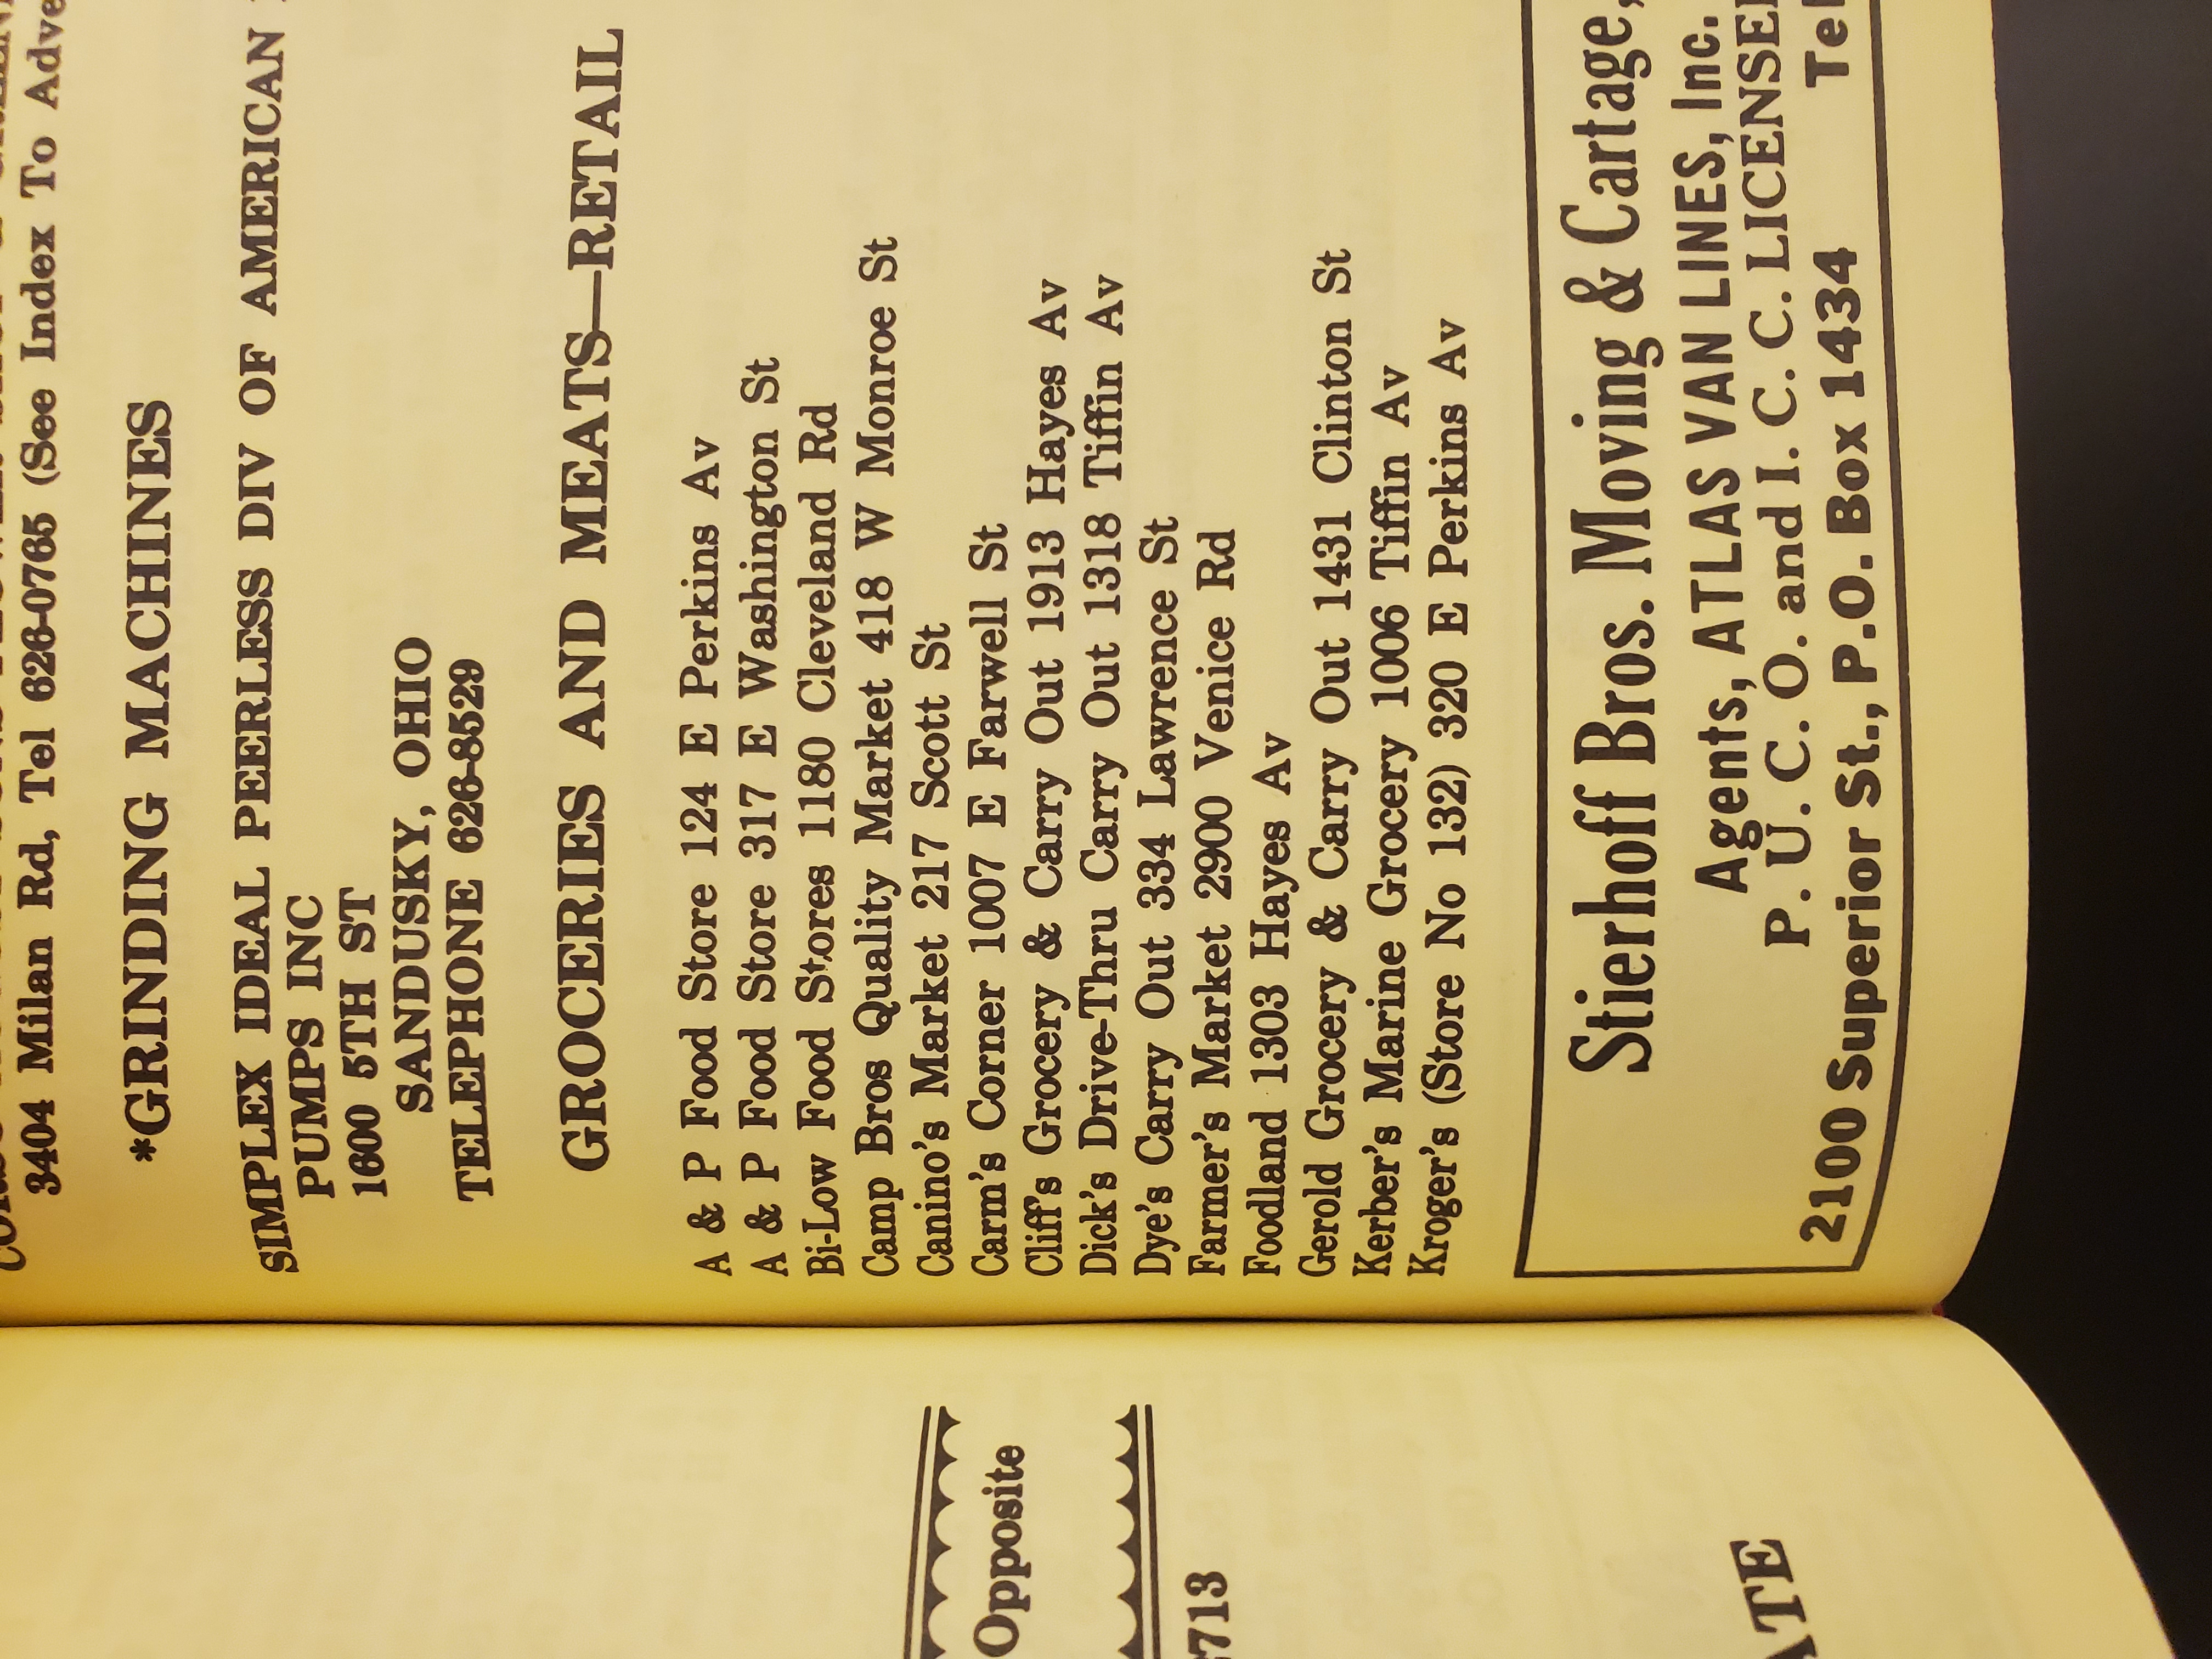 3404 Milan Rd, Tel 626-0765 (See Index To
*GRINDING MACHINES
SIMPLEX IDEAL PEERLESS DIV OF AMERICAN
PUMPS INC
1600 5TH ST
SANDUSKY, OHIO
TELEPHONE 626-8529
GROCERIES AND MEATS—RETAIL
A & P Food Store 124 E Perkins Av
A & P Food Store 317 E Washington St
Bi-Low Food Stores 1180 Cleveland Rd
Camp Bros Quality Market 418 W Monroe St
Canino's Market 217 Scott St
Carm's Corner 1007 E Farwell St
Cliff's Grocery & Carry Out 1913 Hayes Av
Dick's Drive-Thru Carry Out 1318 Tiffin Av
Dye's Carry Out 334 Lawrence St
Farmer's Market 2900 Venice Rd
Foodland 1303 Hayes Av
Gerold Grocery & Carry Out 1431 Clinton St
Kerber's Marine Grocery 1006 Tiffin Av
Kroger's (Store No 132) 320 E Perkins Av
Stierhoff Bros. Moving & Cartage,
Agents, ATLAS VAN LINES, Inc.
P. U. C. O. and I. C. C. LICENSE
2100 Superior St., P.O. Box 1434 Tel
Opposite
713